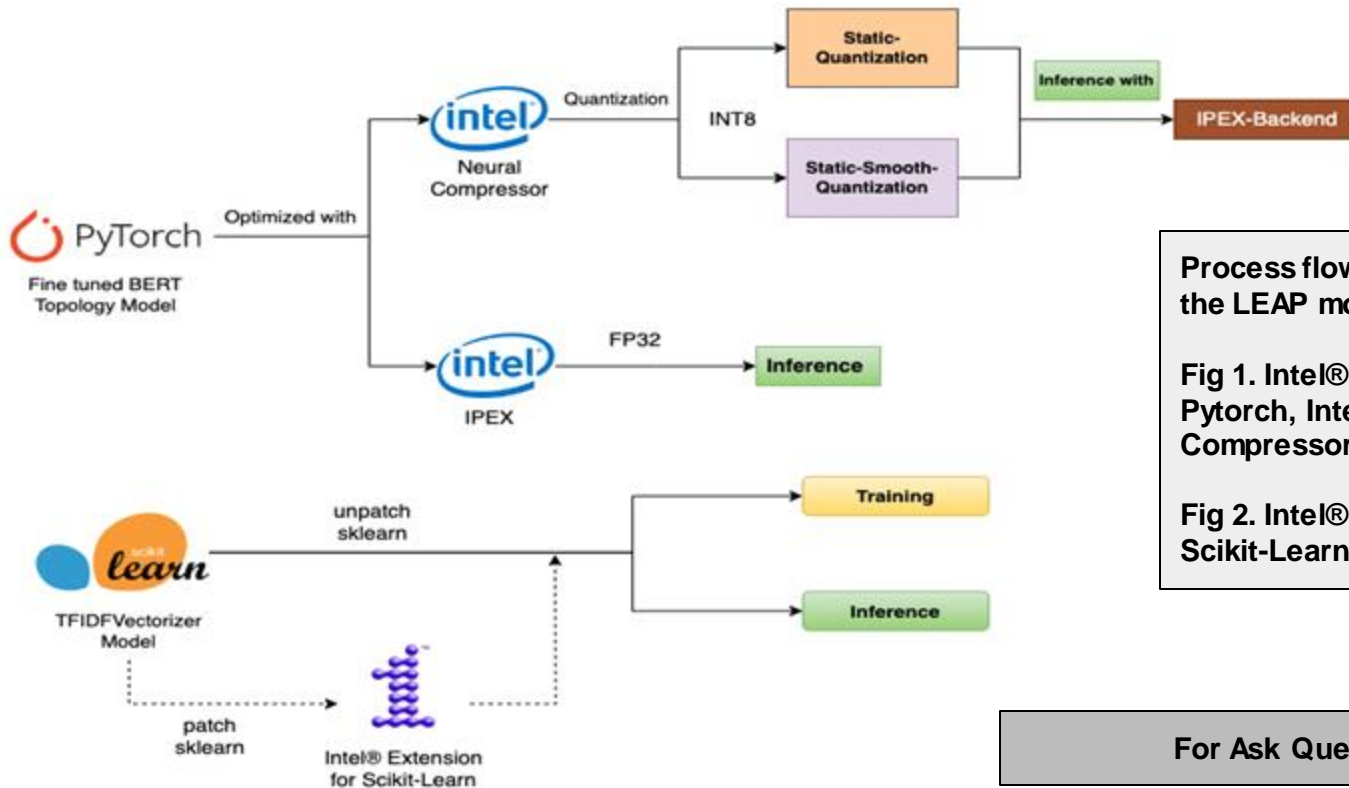 Static-
Quantization
Inference with
intel
Quantization
INT8
IPEX-Backend
Neural
Compressor
Static-Smooth-
Quantization
PyTorch
Optimized with
Fine tuned BERT
Topology Model
intel
FP32
Inference
IPEX
Process flow
the LEAP mo
Fig 1. Intel®
Pytorch, Inte
Compressor
Fig 2. Intel®
Scikit-Learn
unpatch
sklearn
Training
scikit
learn
Inference
TFIDFVectorizer
Model
patch
sklearn
Intel® Extension
for Scikit-Learn
For Ask Que